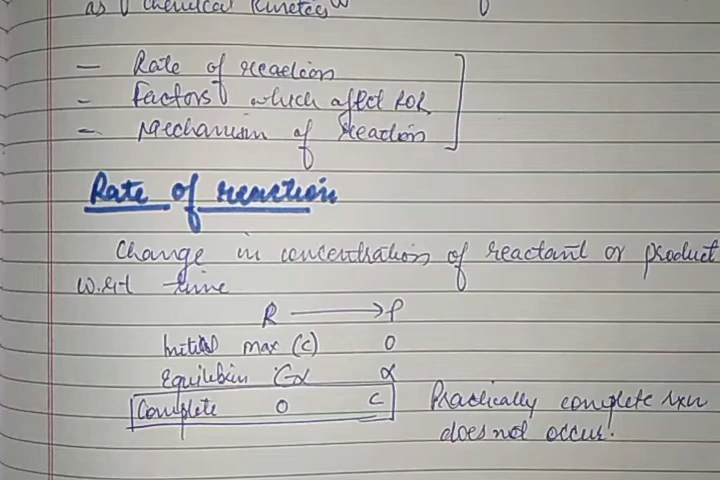 as chemical kinetics
— Rate of reaction
- factors which affect ROR
- Mechanism of reaction
Rate of reaction
Change in concentration of reactant or product
w.r.t time
R → P
Initial max (c) 0
Equilibrium C-x x
Complete 0 C
Practically complete rxn
does not occur.